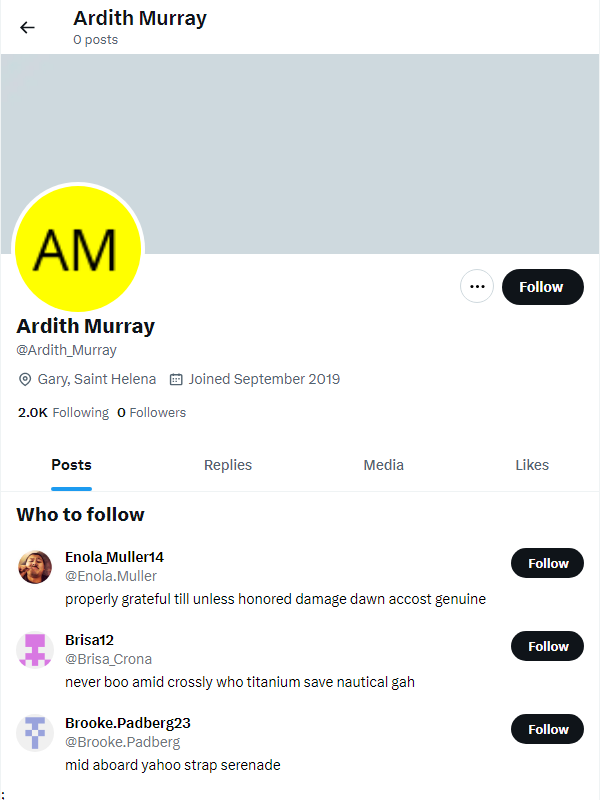 Ardith Murray
0 posts
AM
Follow
Ardith Murray
@Ardith_Murray
Gary, Saint Helena Joined September 2019
2.0K Following 0 Followers
Posts Replies Media Likes
Who to follow
Enola_Muller14
@Enola.Muller
Follow
properly grateful till unless honored damage dawn accost genuine
Brisa12
@Brisa_Crona
Follow
never boo amid crossly who titanium save nautical gah
Brooke.Padberg23
@Brooke.Padberg
Follow
mid aboard yahoo strap serenade
;